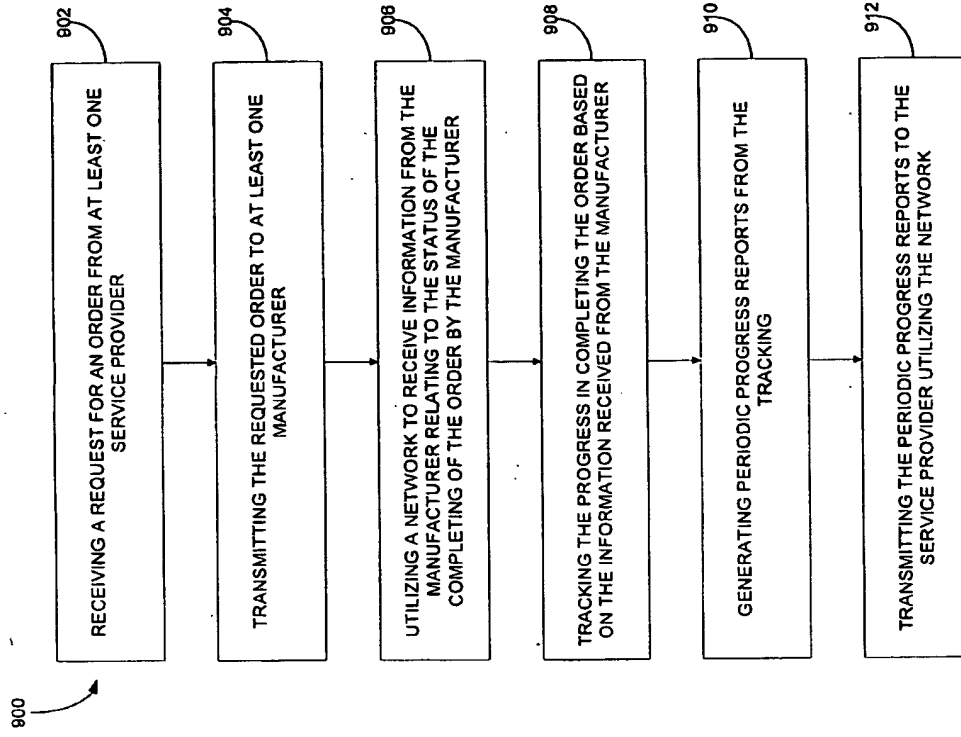 900
902
RECEIVING A REQUEST FOR AN ORDER FROM AT LEAST ONE
SERVICE PROVIDER
904
TRANSMITTING THE REQUESTED ORDER TO AT LEAST ONE
MANUFACTURER
906
UTILIZING A NETWORK TO RECEIVE INFORMATION FROM THE
MANUFACTURER RELATING TO THE STATUS OF THE
COMPLETING OF THE ORDER BY THE MANUFACTURER
908
TRACKING THE PROGRESS IN COMPLETING THE ORDER BASED
ON THE INFORMATION RECEIVED FROM THE MANUFACTURER
910
GENERATING PERIODIC PROGRESS REPORTS FROM THE
TRACKING
912
TRANSMITTING THE PERIODIC PROGRESS REPORTS TO THE
SERVICE PROVIDER UTILIZING THE NETWORK